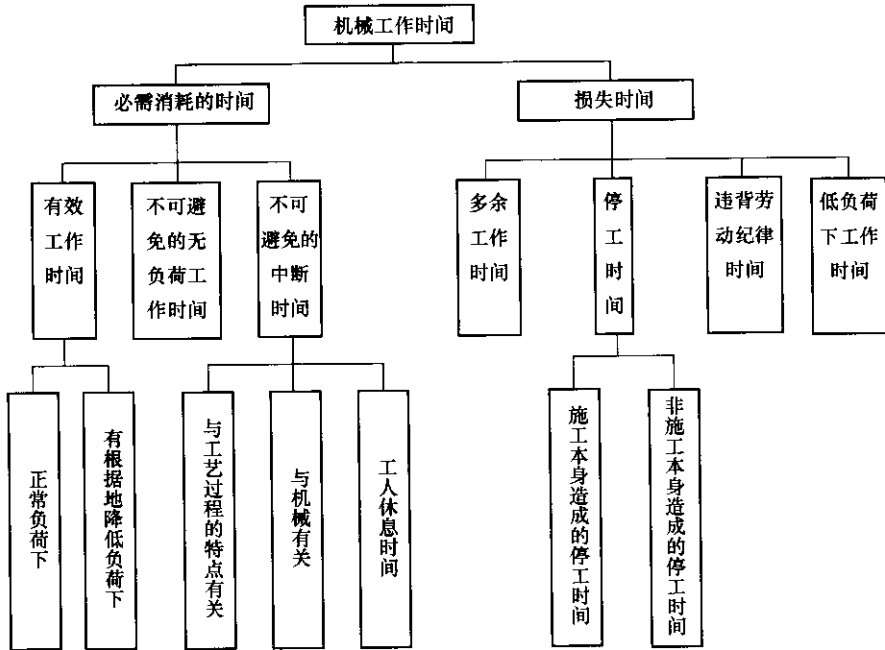 机械工作时间
必需消耗的时间
损失时间
有效
工作
时间
不可避
免的无
负荷工
作时间
不可
避免的
中断
时间
多余
工作
时间
停
工
时
间
违背劳
动纪律
时间
低负荷
下工作
时间
正常负荷下
有根据地降低负荷下
与工艺过程的特点有关
与机械有关
工人休息时间
施工本身造成的停工时间
非施工本身造成的停工时间